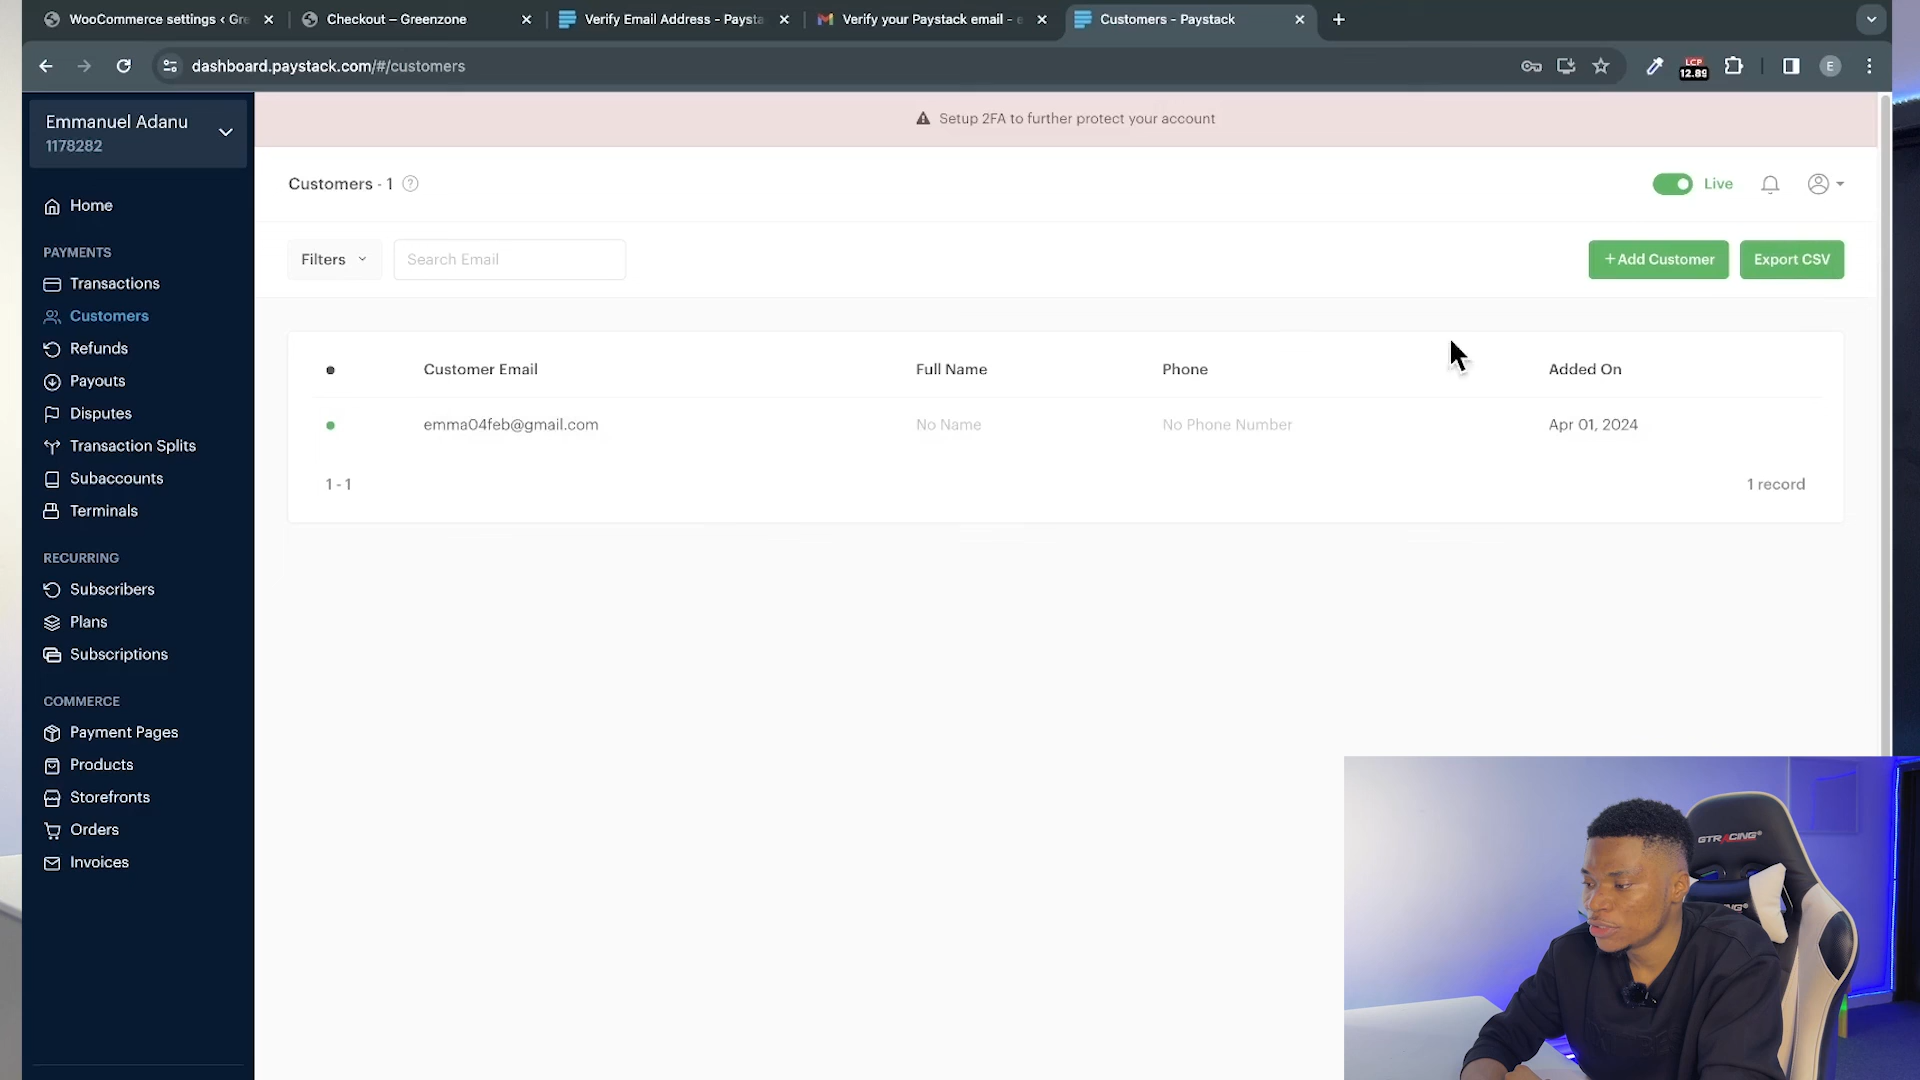 WooCommerce settings ‹ Gre
Checkout – Greenzone
Verify Email Address - Paysta
Verify your Paystack email - e
Customers - Paystack
dashboard.paystack.com/#/customers
LCP
12.89
E
Emmanuel Adanu
1178282
Setup 2FA to further protect your account
Customers - 1
Live
Home
PAYMENTS
Transactions
Customers
Refunds
Payouts
Disputes
Transaction Splits
Subaccounts
Terminals
RECURRING
Subscribers
Plans
Subscriptions
COMMERCE
Payment Pages
Products
Storefronts
Orders
Invoices
Filters
Search Email
+ Add Customer
Export CSV
Customer Email
Full Name
Phone
Added On
emma04feb@gmail.com
No Name
No Phone Number
Apr 01, 2024
1 - 1
1 record
GTRACING